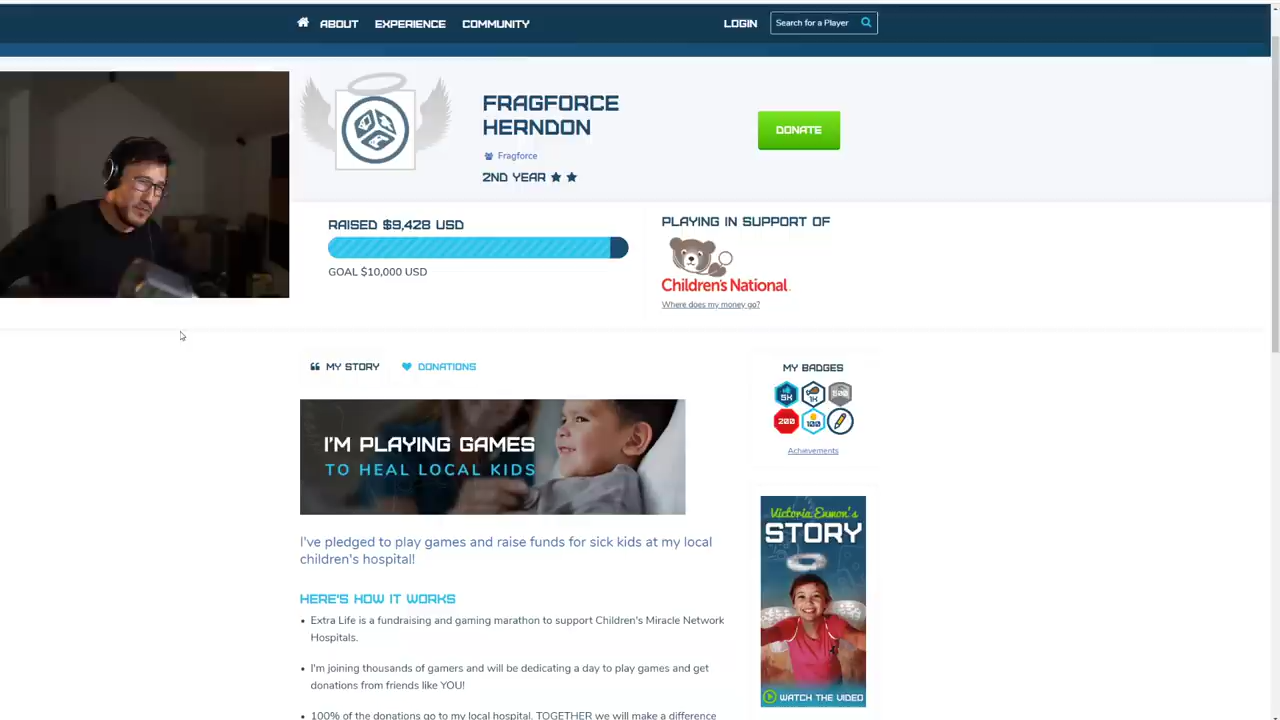 ABOUT EXPERIENCE COMMUNITY LOGIN Search for a Player
FRAGFORCE
HERNDON
DONATE
Fragforce
2ND YEAR
RAISED $9,428 USD
GOAL $10,000 USD
PLAYING IN SUPPORT OF
Children's National.
Where does my money go?
MY STORY DONATIONS
I'M PLAYING GAMES
TO HEAL LOCAL KIDS
I've pledged to play games and raise funds for sick kids at my local
children's hospital!
HERE'S HOW IT WORKS
• Extra Life is a fundraising and gaming marathon to support Children's Miracle Network
Hospitals.
• I'm joining thousands of gamers and will be dedicating a day to play games and get
donations from friends like YOU!
• 100% of the donations go to my local hospital. TOGETHER we will make a difference
MY BADGES
5K 1K
200 100
Achievements
Victoria Enmon's
STORY
WATCH THE VIDEO